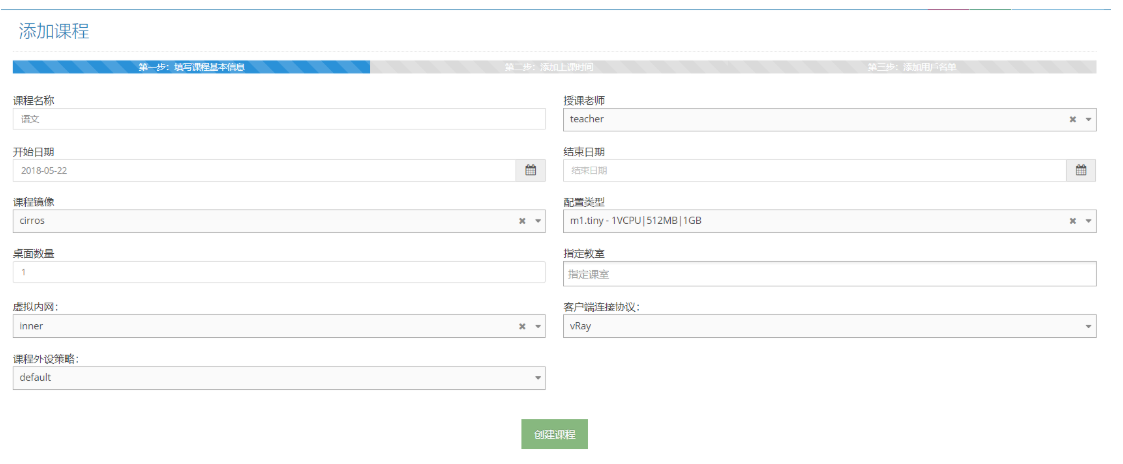 添加课程
第一步：填写课程基本信息 第二步：添加上课时间 第三步：添加用户名单
课程名称 授课老师
语文 teacher
开始日期 结束日期
2018-05-22 结束日期
课程镜像 配置类型
cirros m1.tiny - 1VCPU|512MB|1GB
桌面数量 指定教室
1 指定课室
虚拟内网： 客户端连接协议：
inner vRay
课程外设策略：
default
创建课程